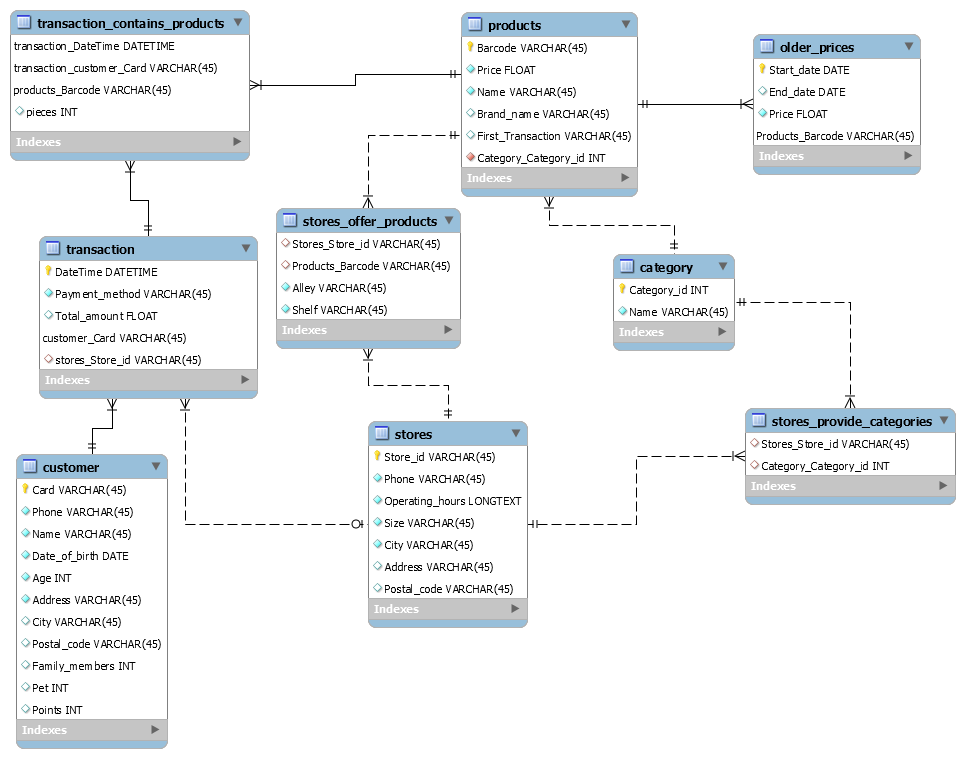 transaction_contains_products
transaction_DateTime DATETIME
transaction_customer_Card VARCHAR(45)
products_Barcode VARCHAR(45)
pieces INT
Indexes
products
Barcode VARCHAR(45)
Price FLOAT
Name VARCHAR(45)
Brand_name VARCHAR(45)
First_Transaction VARCHAR(45)
Category_Category_id INT
Indexes
older_prices
Start_date DATE
End_date DATE
Price FLOAT
Products_Barcode VARCHAR(45)
Indexes
transaction
DateTime DATETIME
Payment_method VARCHAR(45)
Total_amount FLOAT
customer_Card VARCHAR(45)
stores_Store_id VARCHAR(45)
Indexes
stores_offer_products
Stores_Store_id VARCHAR(45)
Products_Barcode VARCHAR(45)
Alley VARCHAR(45)
Shelf VARCHAR(45)
Indexes
category
Category_id INT
Name VARCHAR(45)
Indexes
customer
Card VARCHAR(45)
Phone VARCHAR(45)
Name VARCHAR(45)
Date_of_birth DATE
Age INT
Address VARCHAR(45)
City VARCHAR(45)
Postal_code VARCHAR(45)
Family_members INT
Pet INT
Points INT
Indexes
stores
Store_id VARCHAR(45)
Phone VARCHAR(45)
Operating_hours LONGTEXT
Size VARCHAR(45)
City VARCHAR(45)
Address VARCHAR(45)
Postal_code VARCHAR(45)
Indexes
stores_provide_categories
Stores_Store_id VARCHAR(45)
Category_Category_id INT
Indexes